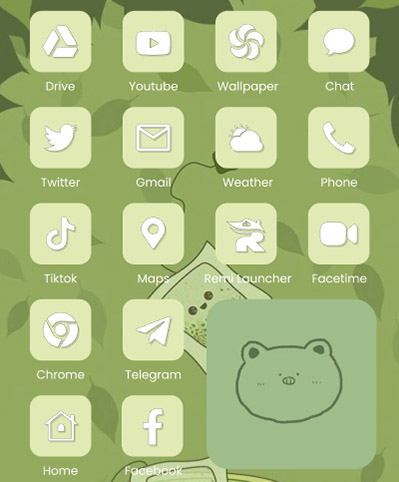 Drive Youtube Wallpaper Chat
Twitter Gmail Weather Phone
Tiktok Maps Remi Launcher Facetime
Chrome Telegram
Home Facebook